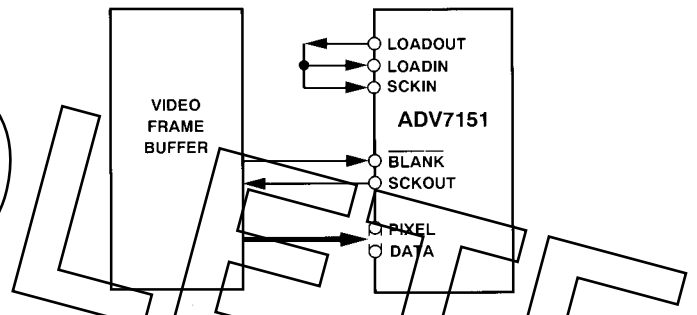 VIDEO
FRAME
BUFFER
LOADOUT
LOADIN
SCKIN
ADV7151
BLANK
SCKOUT
PIXEL
DATA